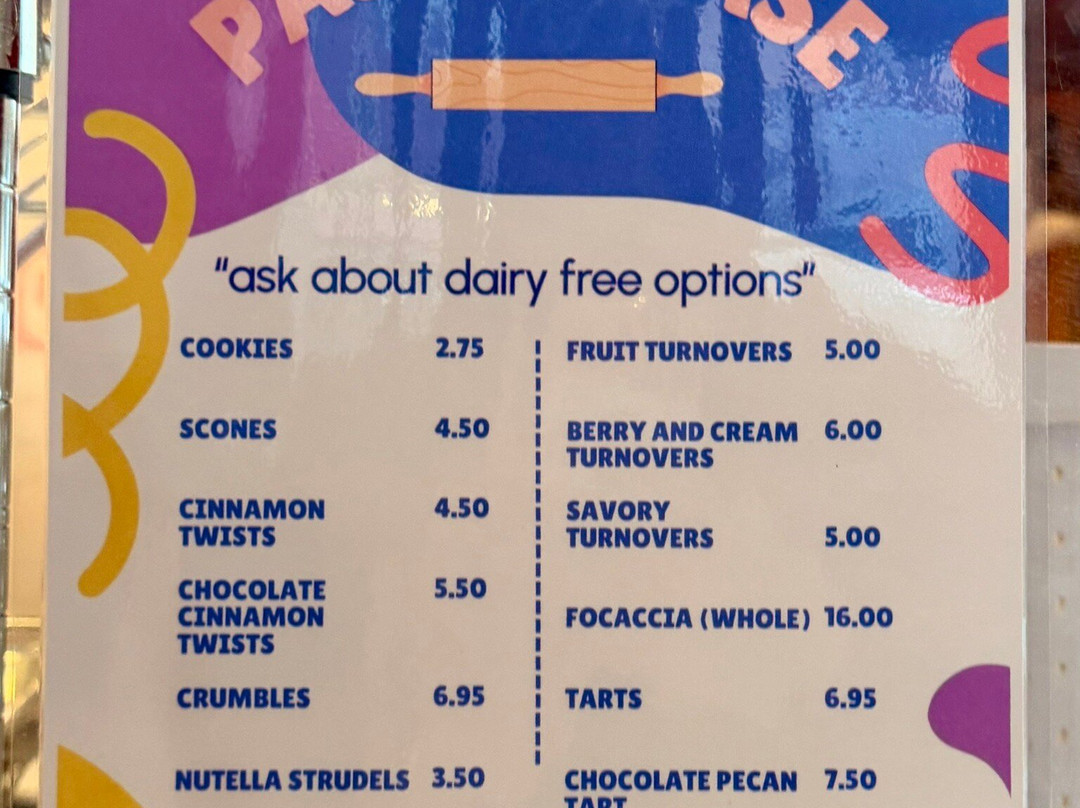 "ask about dairy free options"
COOKIES 2.75
SCONES 4.50
CINNAMON 4.50
TWISTS
CHOCOLATE 5.50
CINNAMON
TWISTS
CRUMBLES 6.95
NUTELLA STRUDELS 3.50
FRUIT TURNOVERS 5.00
BERRY AND CREAM 6.00
TURNOVERS
SAVORY
TURNOVERS 5.00
FOCACCIA (WHOLE) 16.00
TARTS 6.95
CHOCOLATE PECAN 7.50
TART